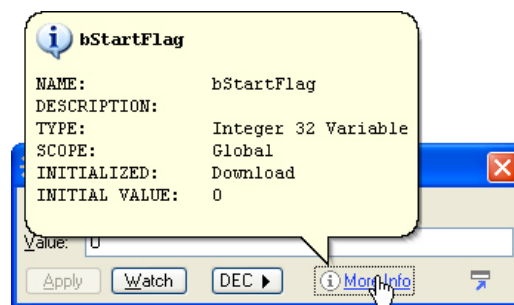 bStartFlag
NAME: bStartFlag
DESCRIPTION:
TYPE: Integer 32 Variable
SCOPE: Global
INITIALIZED: Download
INITIAL VALUE: 0
Value: 0
Apply Watch DEC More Info